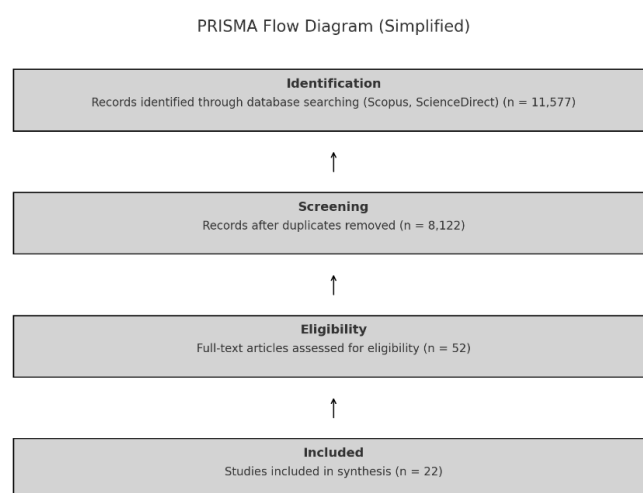 PRISMA Flow Diagram (Simplified)
Identification
Records identified through database searching (Scopus, ScienceDirect) (n = 11,577)
Screening
Records after duplicates removed (n = 8,122)
Eligibility
Full-text articles assessed for eligibility (n = 52)
Included
Studies included in synthesis (n = 22)